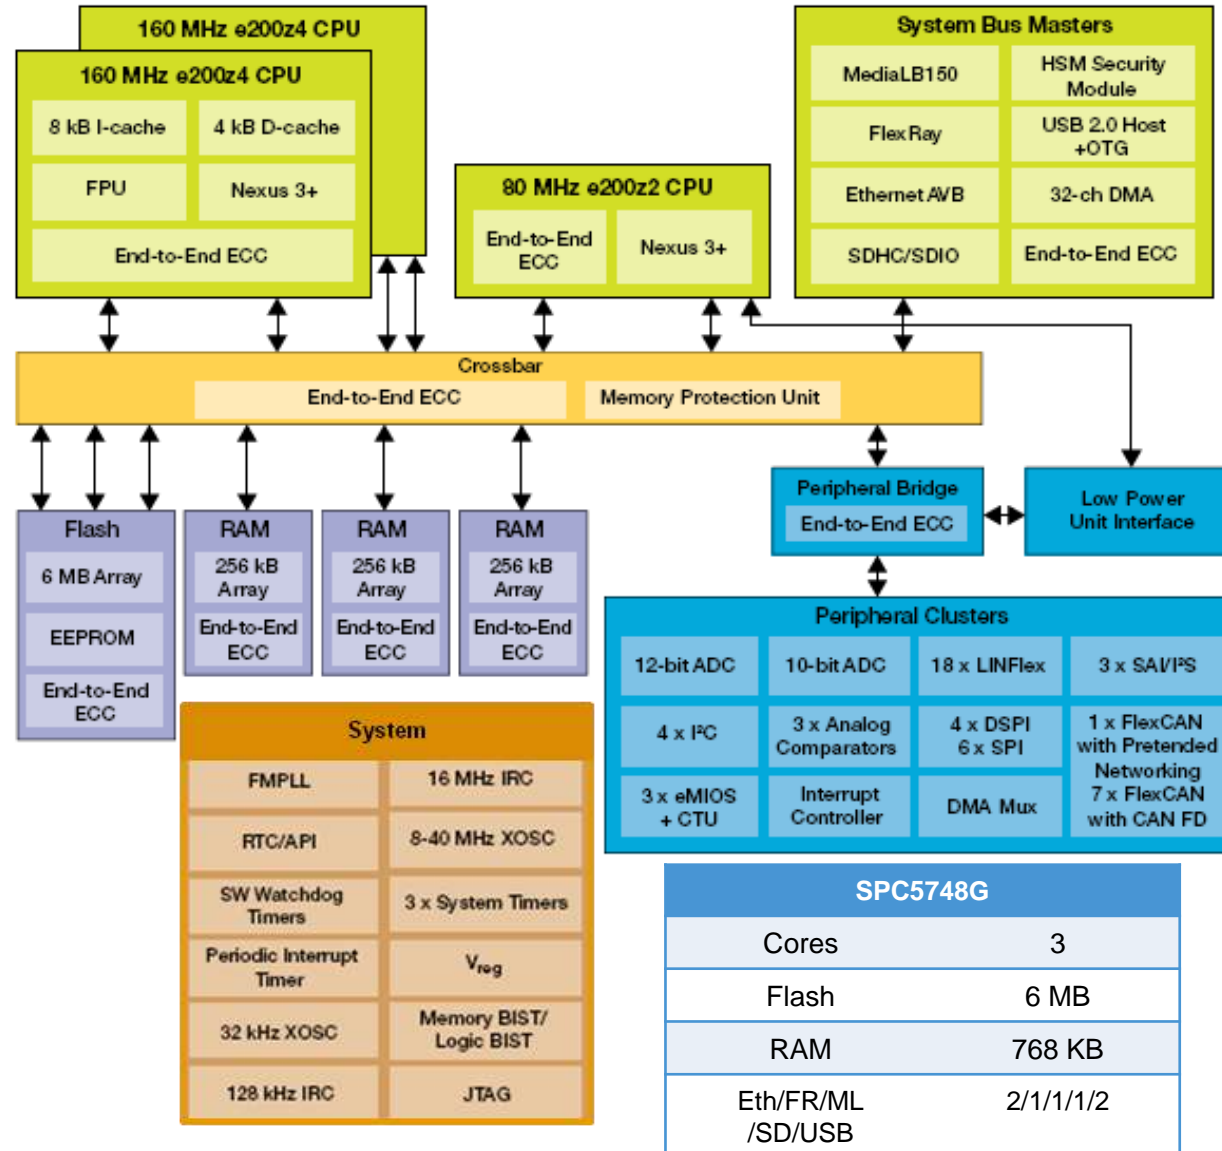 160 MHz e200z4 CPU
160 MHz e200z4 CPU
8 kB I-cache
4 kB D-cache
FPU
Nexus 3+
End-to-End ECC
80 MHz e200z2 CPU
End-to-End
ECC
Nexus 3+
System Bus Masters
MediaLB150
HSM Security
Module
FlexRay
USB 2.0 Host
+OTG
Ethernet AVB
32-ch DMA
SDHC/SDIO
End-to-End ECC
Crossbar
End-to-End ECC
Memory Protection Unit
Flash
6 MB Array
EEPROM
End-to-End
ECC
RAM
256 kB
Array
End-to-End
ECC
RAM
256 kB
Array
End-to-End
ECC
RAM
256 kB
Array
End-to-End
ECC
Peripheral Bridge
End-to-End ECC
Low Power
Unit Interface
Peripheral Clusters
12-bit ADC
10-bit ADC
18 x LINFlex
3 x SAI/I²S
4 x I²C
3 x Analog
Comparators
4 x DSPI
6 x SPI
1 x FlexCAN
with Pretended
Networking
7 x FlexCAN
with CAN FD
3 x eMIOS
+ CTU
Interrupt
Controller
DMA Mux
System
FMPLL
16 MHz IRC
RTC/API
8-40 MHz XOSC
SW Watchdog
Timers
3 x System Timers
Periodic Interrupt
Timer
Vreg
32 kHz XOSC
Memory BIST/
Logic BIST
128 kHz IRC
JTAG
SPC5748G
Cores 3
Flash 6 MB
RAM 768 KB
Eth/FR/ML 2/1/1/1/2
/SD/USB